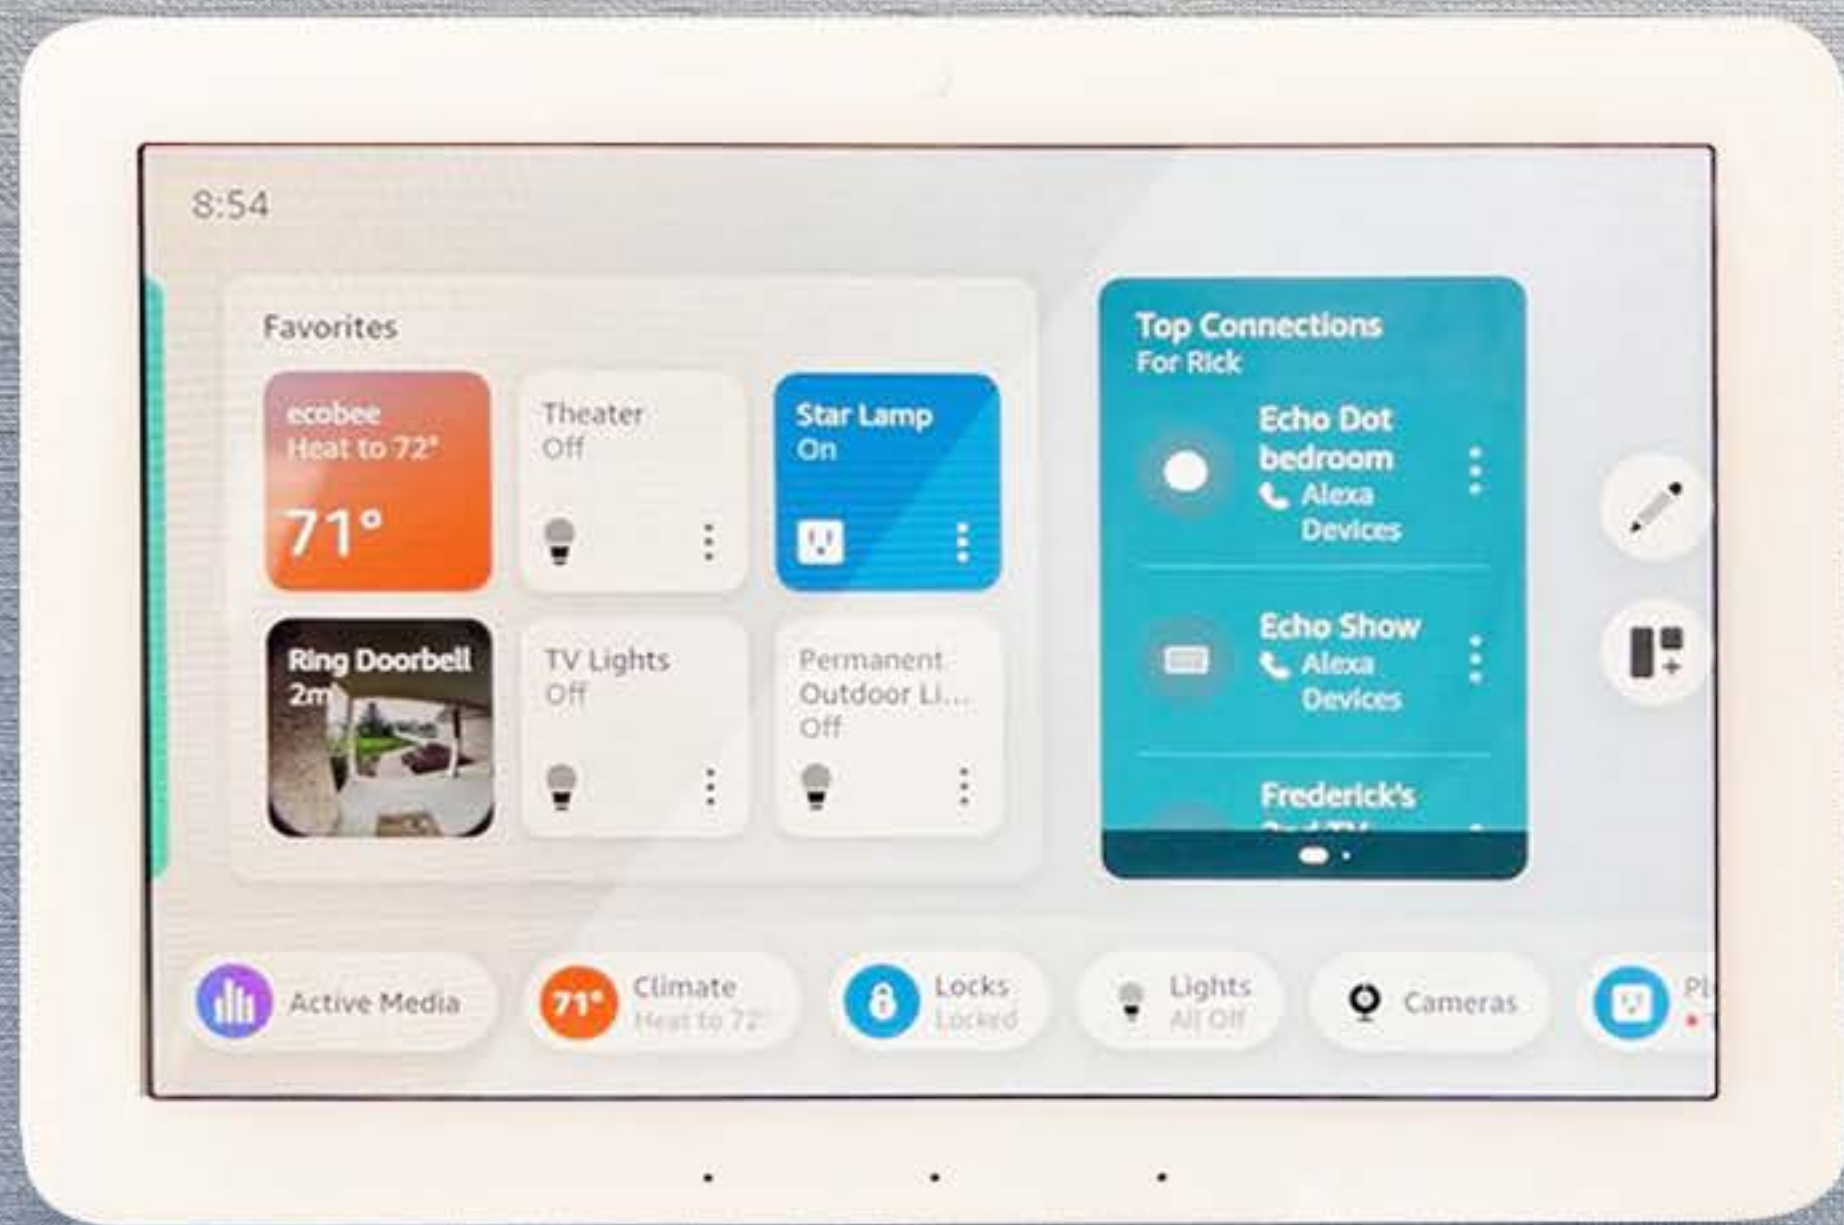 8:54
Favorites
ecobee
Heat to 72°
71°
Theater
Off
Star Lamp
On
Ring Doorbell
2m
TV Lights
Off
Permanent
Outdoor Li...
Off
Top Connections
For Rick
Echo Dot
bedroom
Alexa
Devices
Echo Show
Alexa
Devices
Frederick's
Active Media
71°
Climate
Heat to 72°
Locks
Locked
Lights
All Off
Cameras